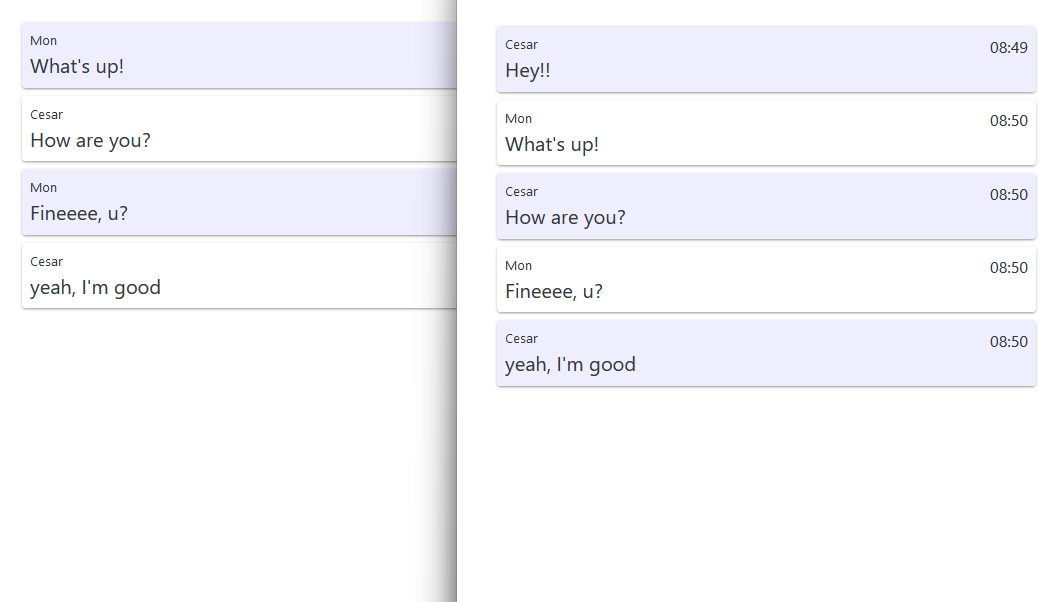 Mon
What's up!
Cesar
How are you?
Mon
Fineeee, u?
Cesar
yeah, I'm good
Cesar 08:49
Hey!!
Mon 08:50
What's up!
Cesar 08:50
How are you?
Mon 08:50
Fineeee, u?
Cesar 08:50
yeah, I'm good